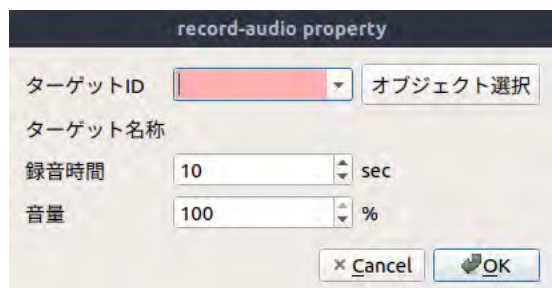 record-audio property
ターゲットID オブジェクト選択
ターゲット名称
録音時間 10 sec
音量 100 %
Cancel OK